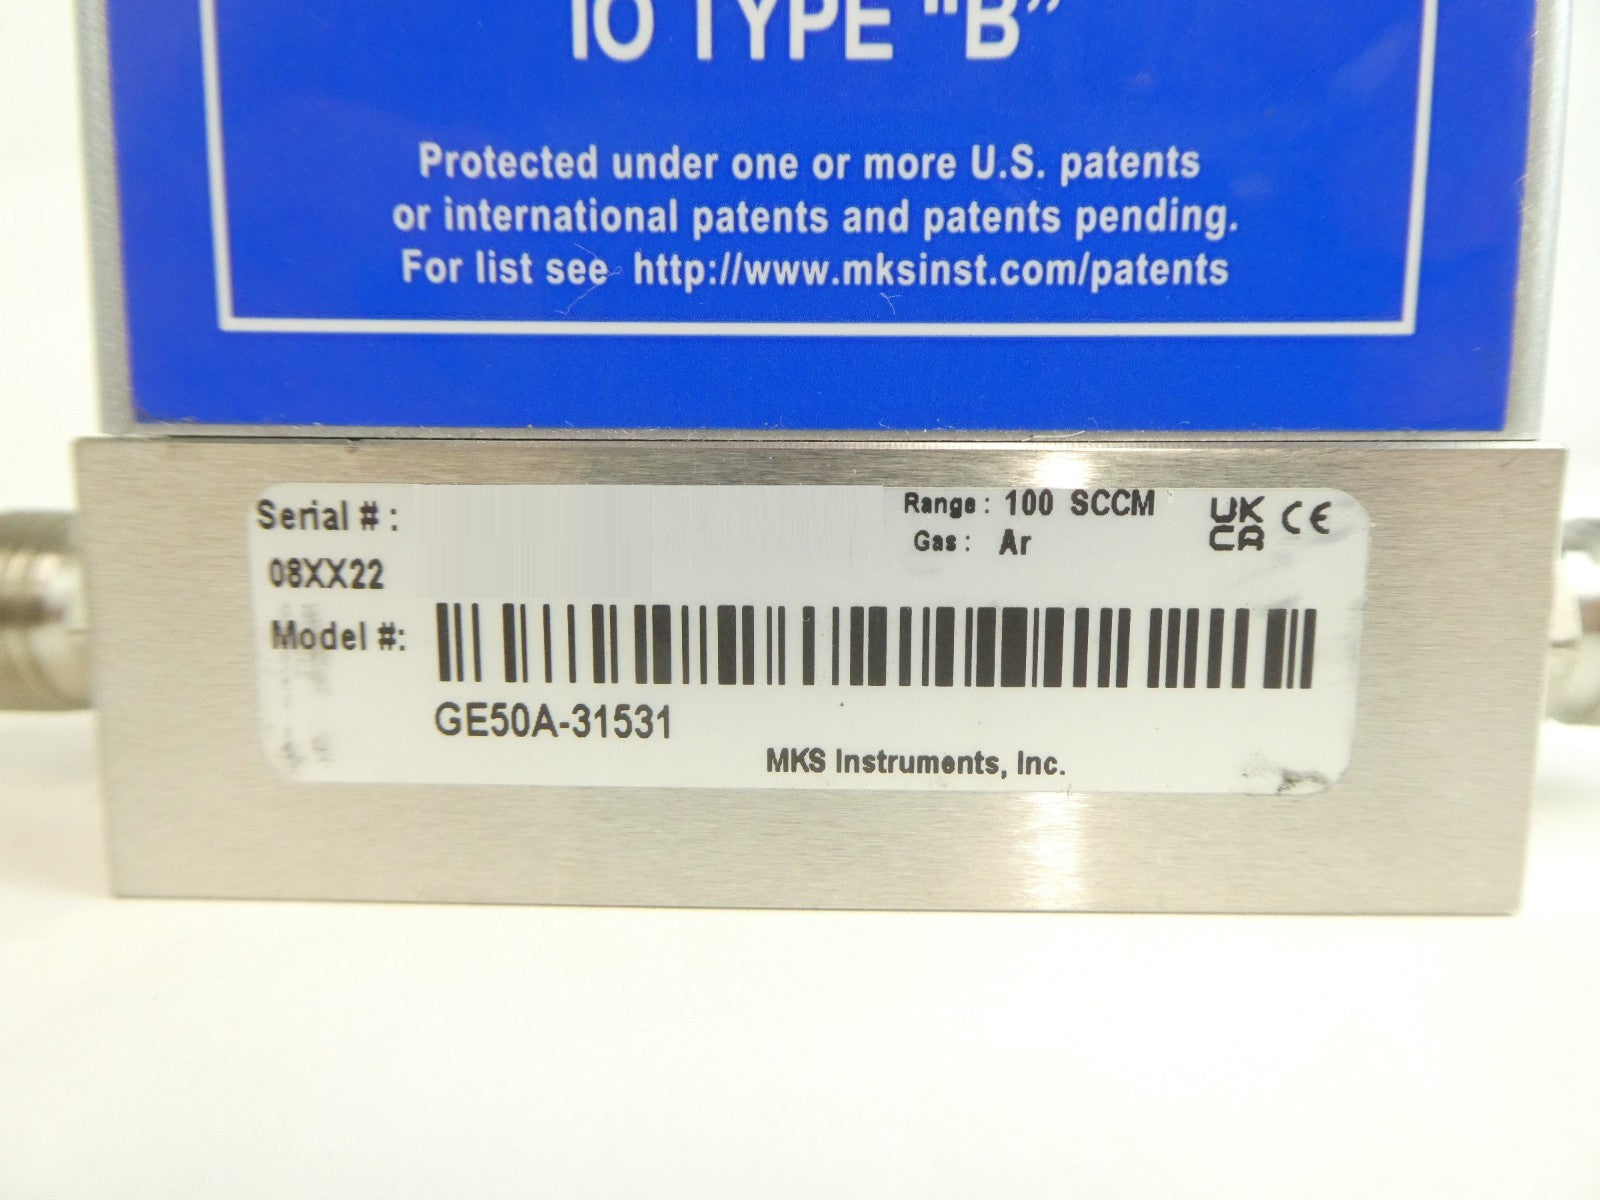 IO TYPE "B"
Protected under one or more U.S. patents
or international patents and patents pending.
For list see http://www.mksinst.com/patents
Serial # :
Range : 100 SCCM
UK CA CE
Gas : Ar
08XX22
Model #:
GE50A-31531
MKS Instruments, Inc.